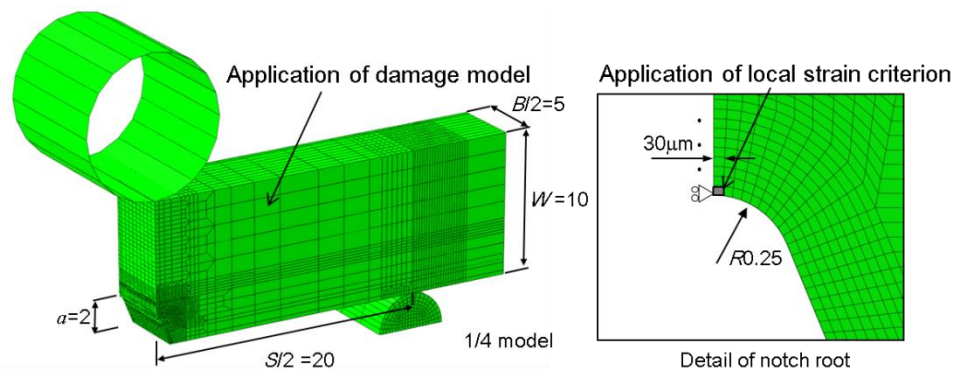 Application of damage model
B/2=5
W=10
a=2
S/2 =20
1/4 model
Application of local strain criterion
30μm
R0.25
Detail of notch root